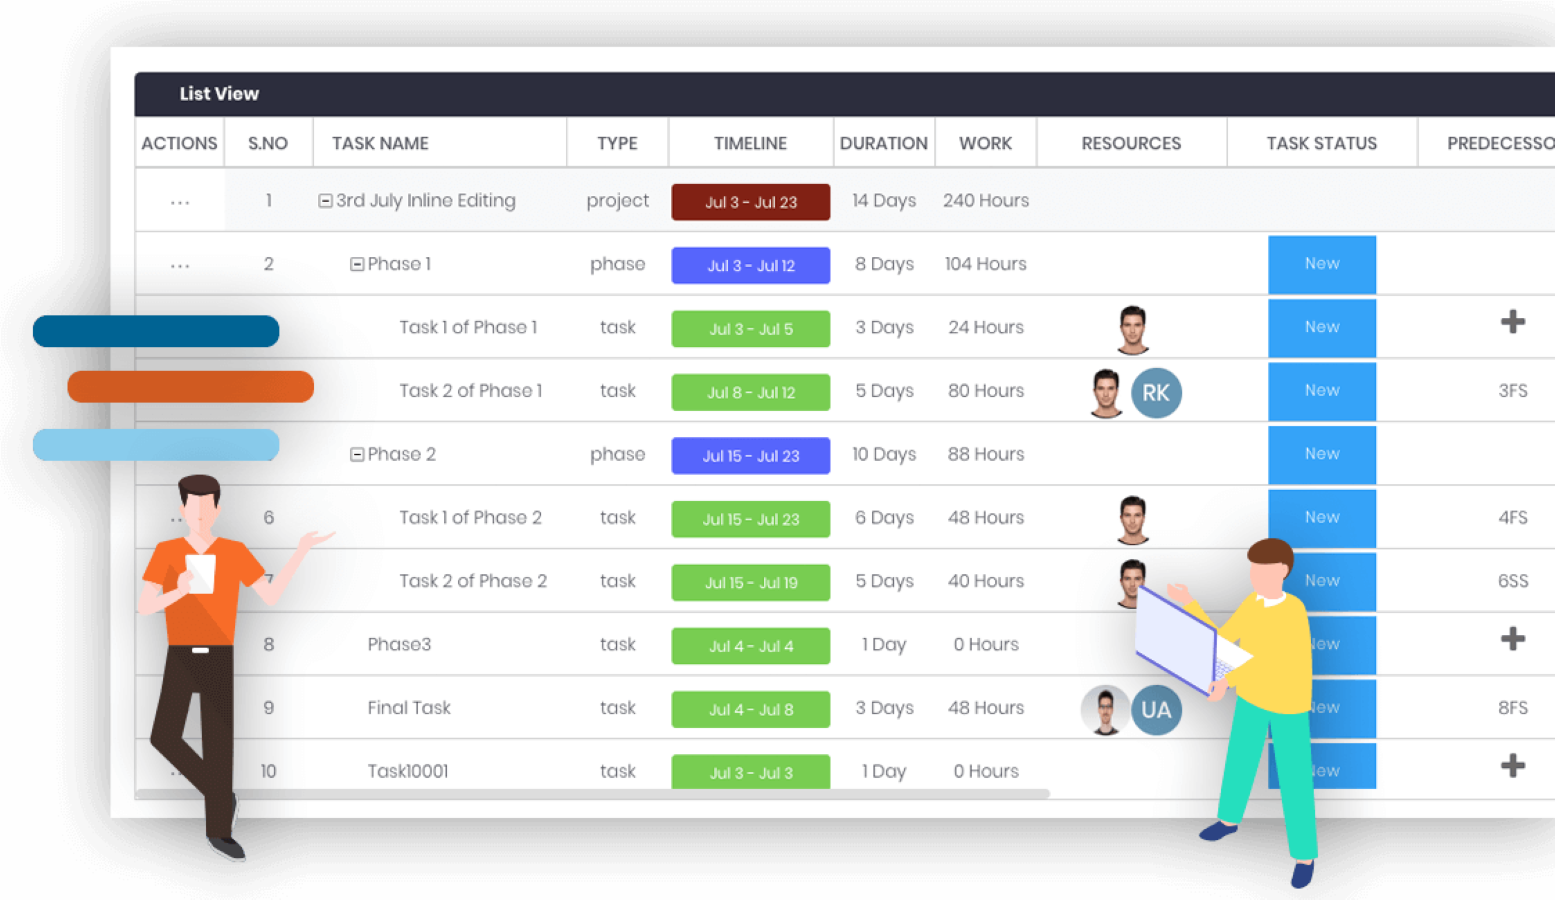 List View
ACTIONS S.NO TASK NAME TYPE TIMELINE DURATION WORK RESOURCES TASK STATUS PREDECESSO
... 1 3rd July Inline Editing project Jul 3 - Jul 23 14 Days 240 Hours
... 2 Phase 1 phase Jul 3 - Jul 12 8 Days 104 Hours New
Task 1 of Phase 1 task Jul 3 - Jul 5 3 Days 24 Hours New +
Task 2 of Phase 1 task Jul 8 - Jul 12 5 Days 80 Hours RK New 3FS
Phase 2 phase Jul 15 - Jul 23 10 Days 88 Hours New
6 Task 1 of Phase 2 task Jul 15 - Jul 23 6 Days 48 Hours New 4FS
7 Task 2 of Phase 2 task Jul 15 - Jul 19 5 Days 40 Hours New 6SS
8 Phase3 task Jul 4 - Jul 4 1 Day 0 Hours New +
9 Final Task task Jul 4 - Jul 8 3 Days 48 Hours UA New 8FS
10 Task10001 task Jul 3 - Jul 3 1 Day 0 Hours New +